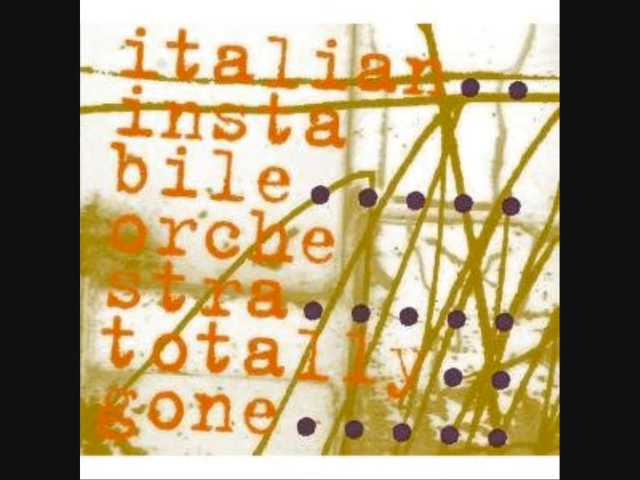 italian
insta
bile
orche
stra
totally
gone